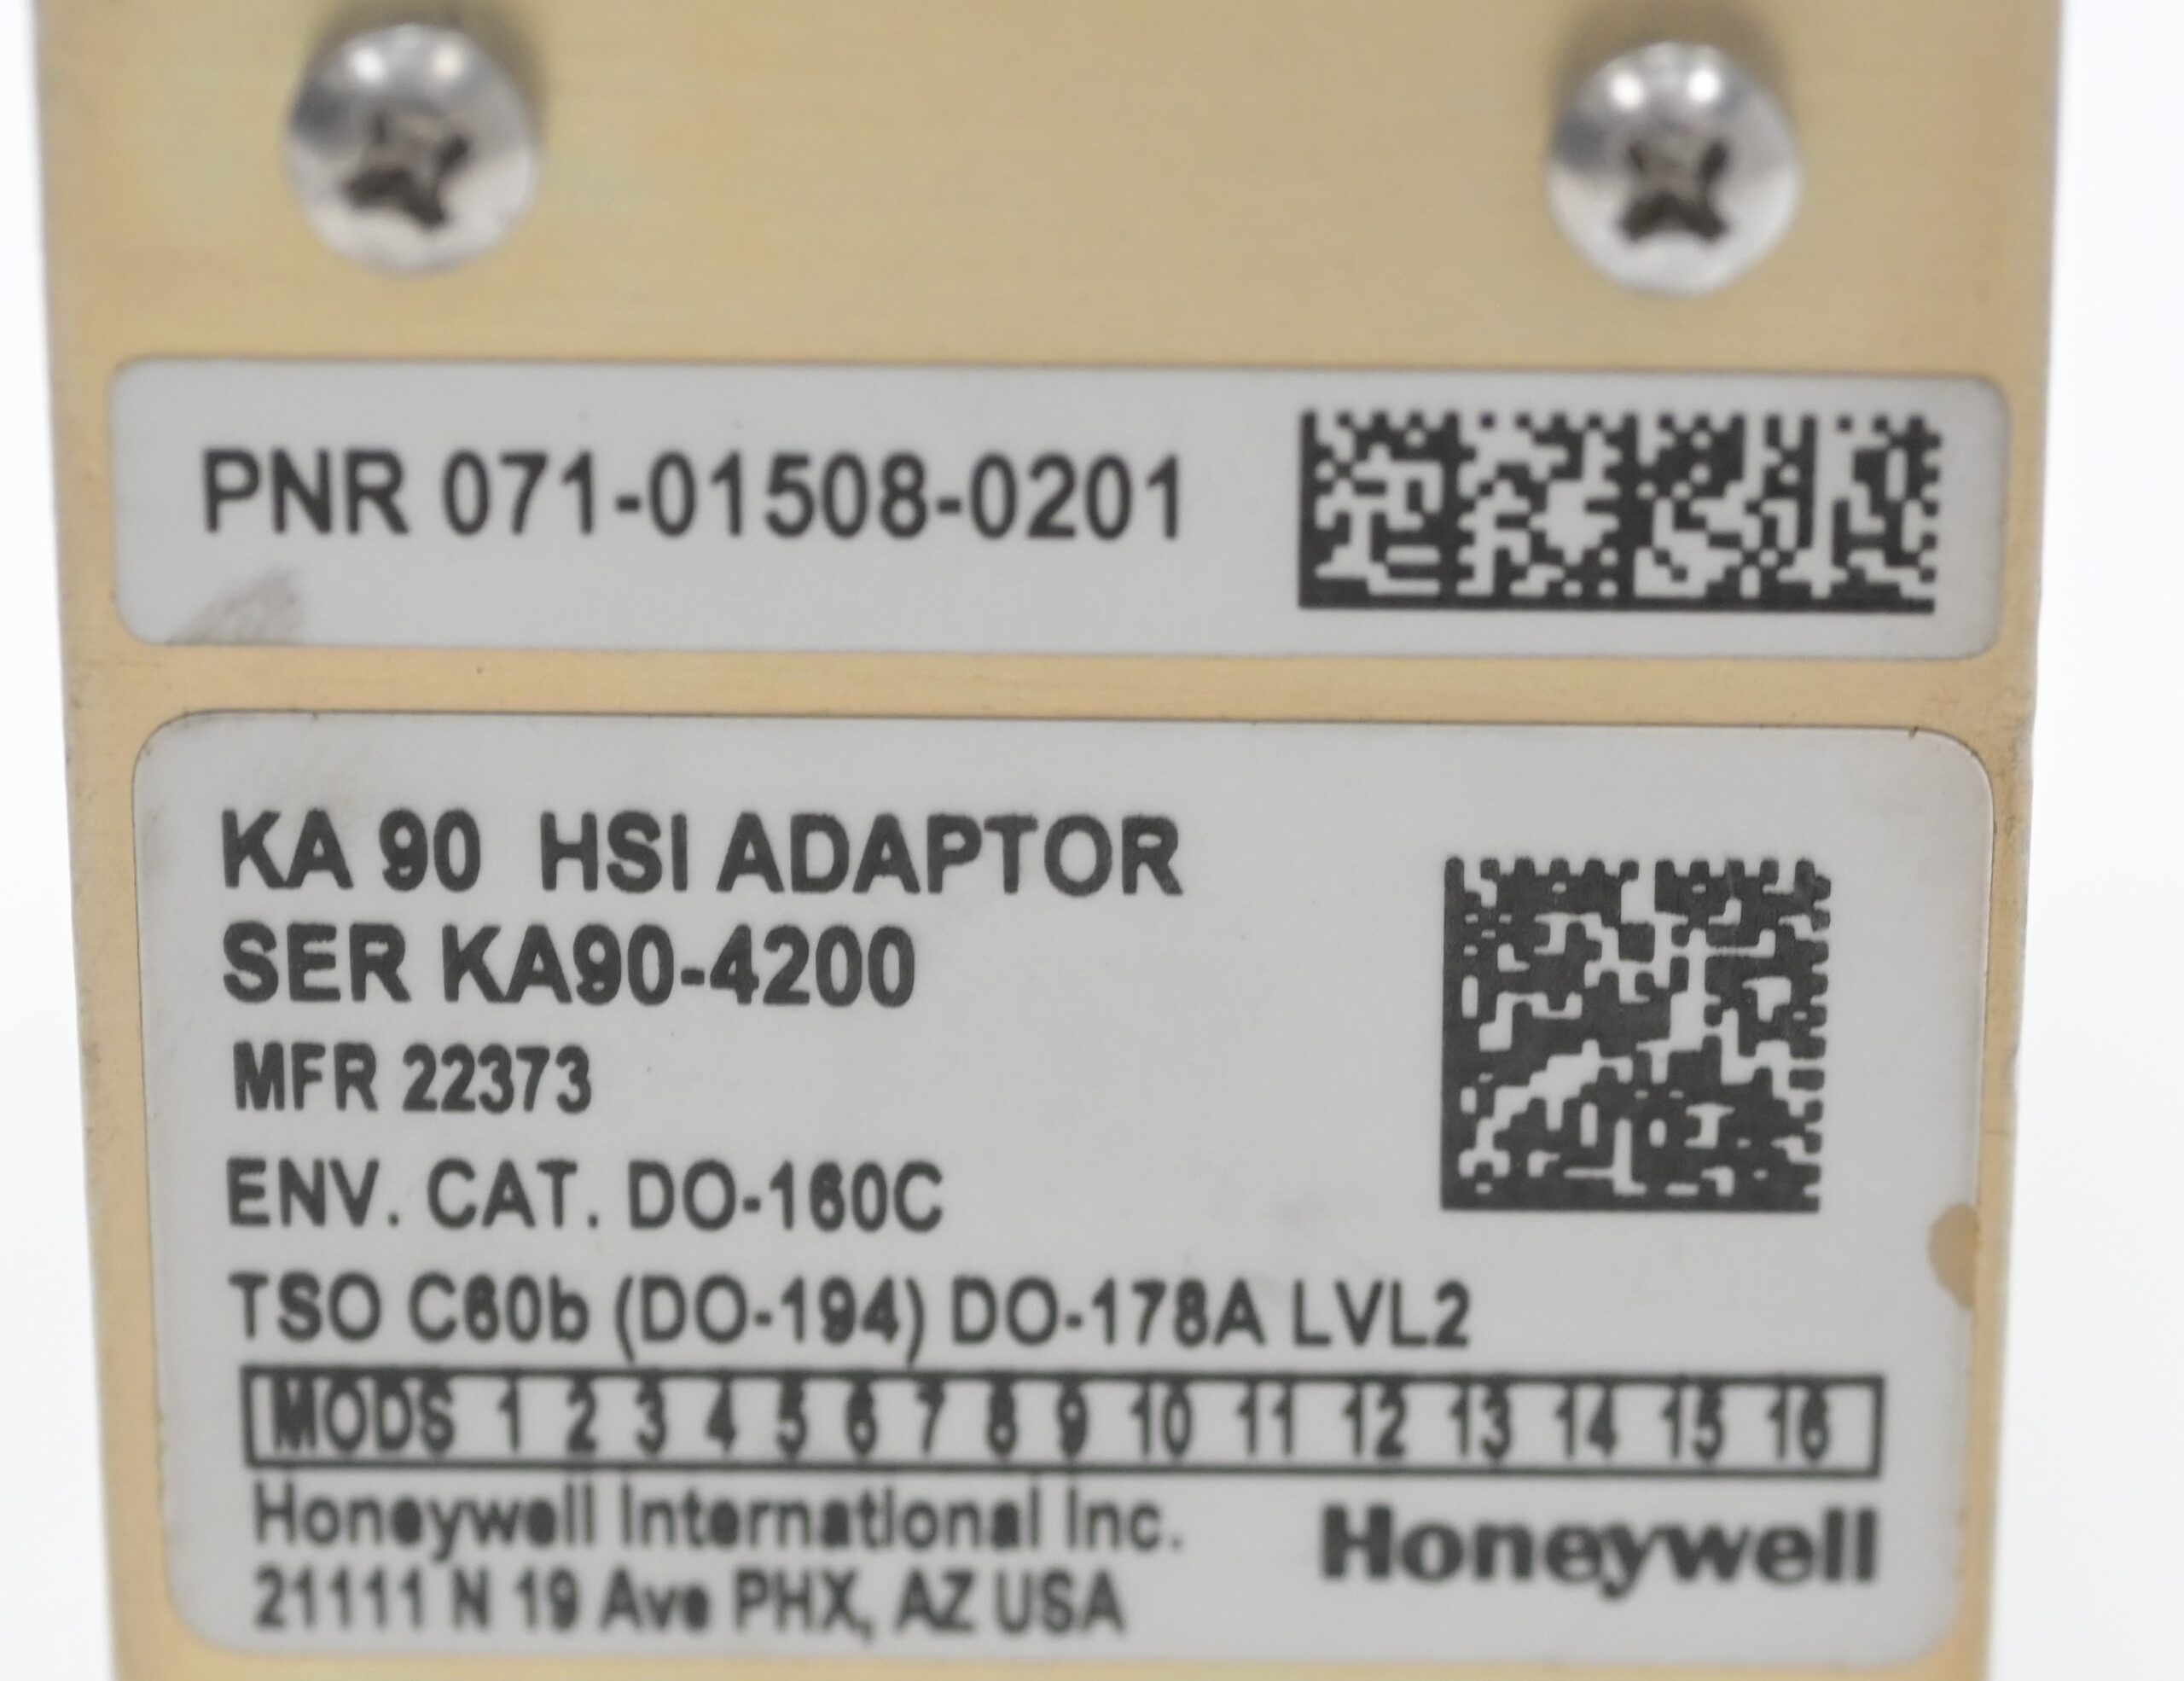 PNR 071-01508-0201
KA 90 HSI ADAPTOR
SER KA90-4200
MFR 22373
ENV. CAT. DO-160C
TSO C60b (DO-194) DO-178A LVL2
MODS 1 2 3 4 5 6 7 8 9 10 11 12 13 14 15 16
Honeywell International Inc.
21111 N 19 Ave PHX, AZ USA
Honeywell